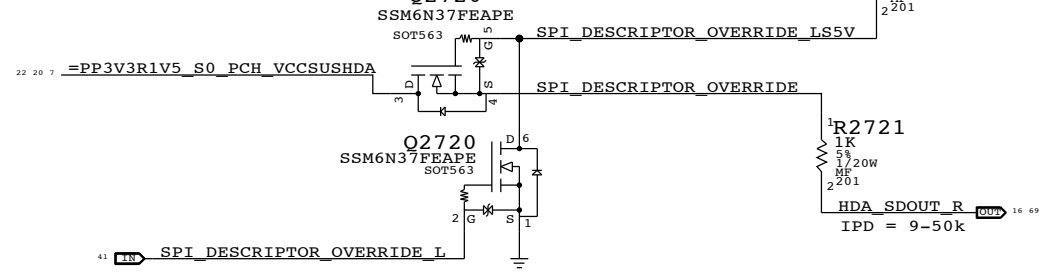 Q2720
SSM6N37FEAPE
SOT563
5
G
SPI_DESCRIPTOR_OVERRIDE_LS5V
2
201
22 20 7
=PP3V3R1V5_S0_PCH_VCCSUSHDA
D
S
3
4
SPI_DESCRIPTOR_OVERRIDE
1
R2721
1K
5%
1/20W
MF
201
2
Q2720
SSM6N37FEAPE
SOT563
D
6
2
G
S
1
HDA_SDOUT_R
OUT
16 69
IPD = 9-50k
41
IN
SPI_DESCRIPTOR_OVERRIDE_L